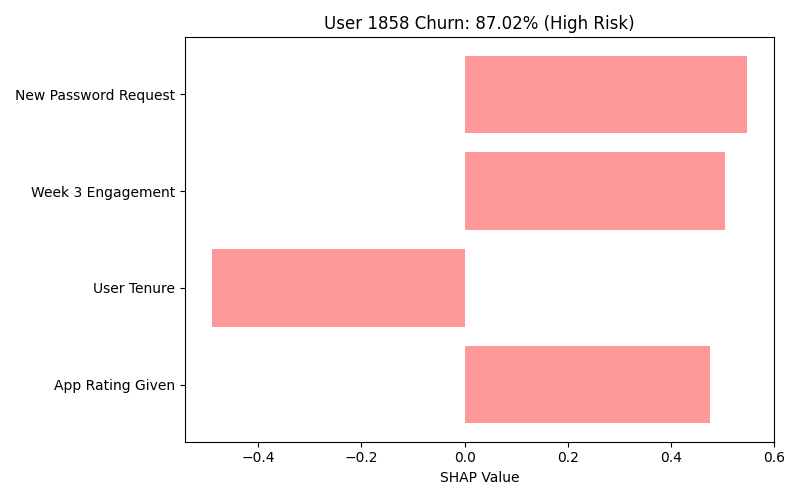 User 1858 Churn: 87.02% (High Risk)
New Password Request
Week 3 Engagement
User Tenure
App Rating Given
−0.4 −0.2 0.0 0.2 0.4 0.6
SHAP Value